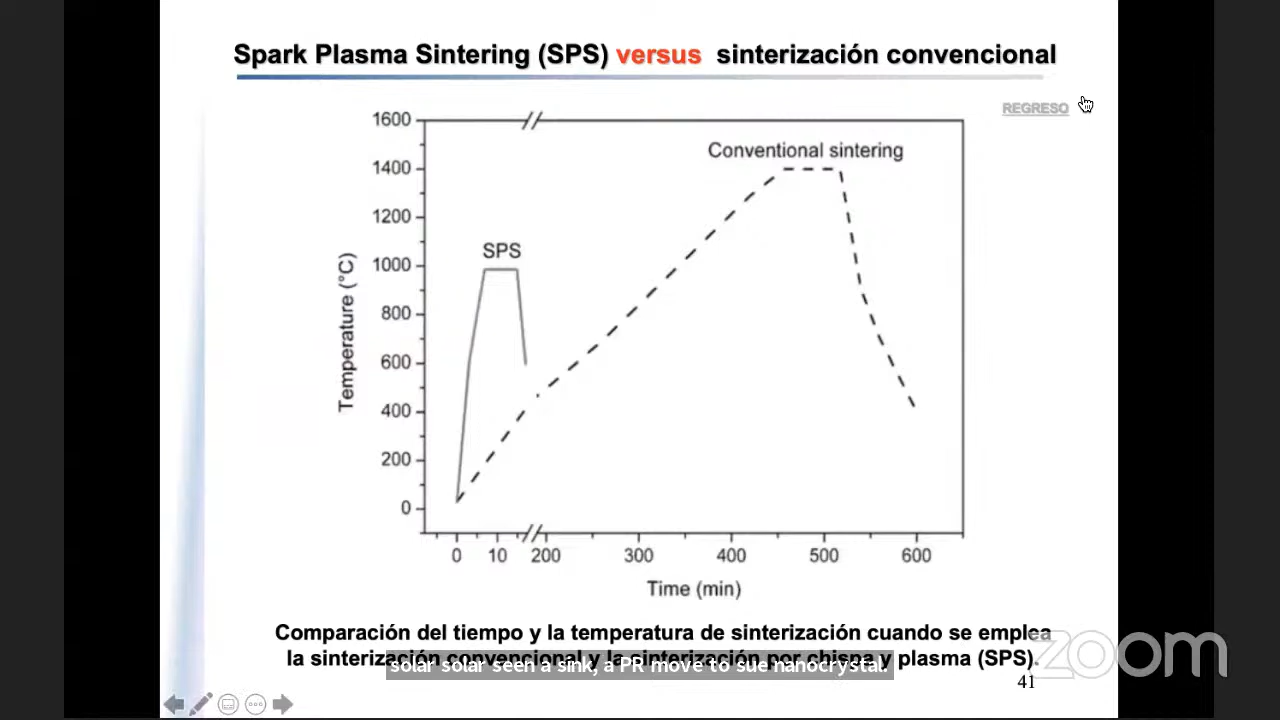 Spark Plasma Sintering (SPS) versus sinterización convencional
REGRESO
1600
1400
1200
1000
800
600
400
200
0
Temperature (°C)
SPS
Conventional sintering
0 10 200 300 400 500 600
Time (min)
Comparación del tiempo y la temperatura de sinterización cuando se emplea
la sinterización convencional y la sinterización por chispa y plasma (SPS).
solar solar seen a sink, a PR move to sue nanocrystal.
41
zoom